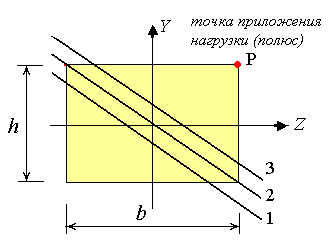 Y
точка приложения
нагрузки (полюс)
P
h
Z
3
2
b
1